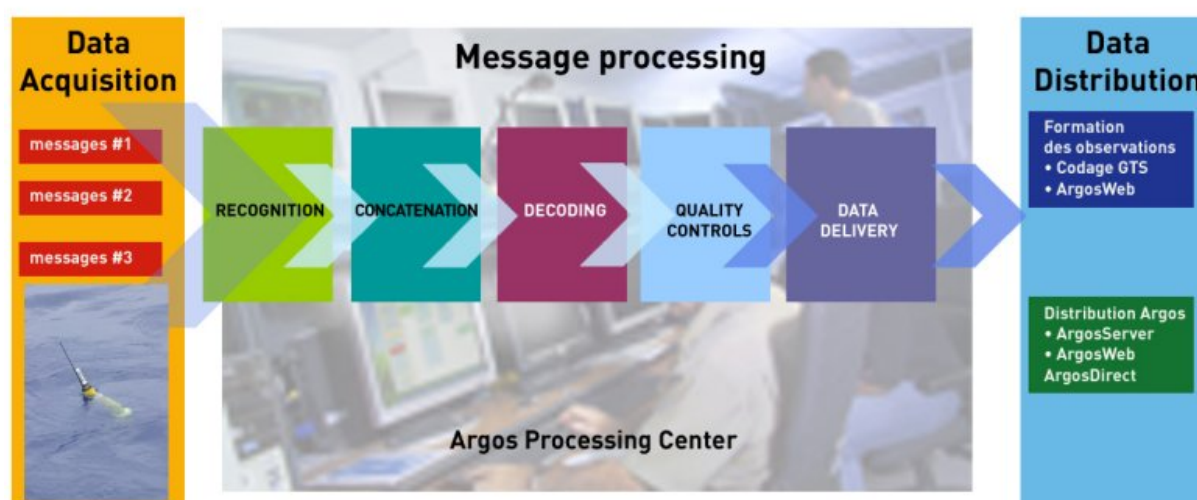 Data
Acquisition
messages #1
messages #2
messages #3
Message processing
RECOGNITION
CONCATENATION
DECODING
QUALITY
CONTROLS
DATA
DELIVERY
Argos Processing Center
Data
Distribution
Formation
des observations
• Codage GTS
• ArgosWeb
Distribution Argos
• ArgosServer
• ArgosWeb
ArgosDirect